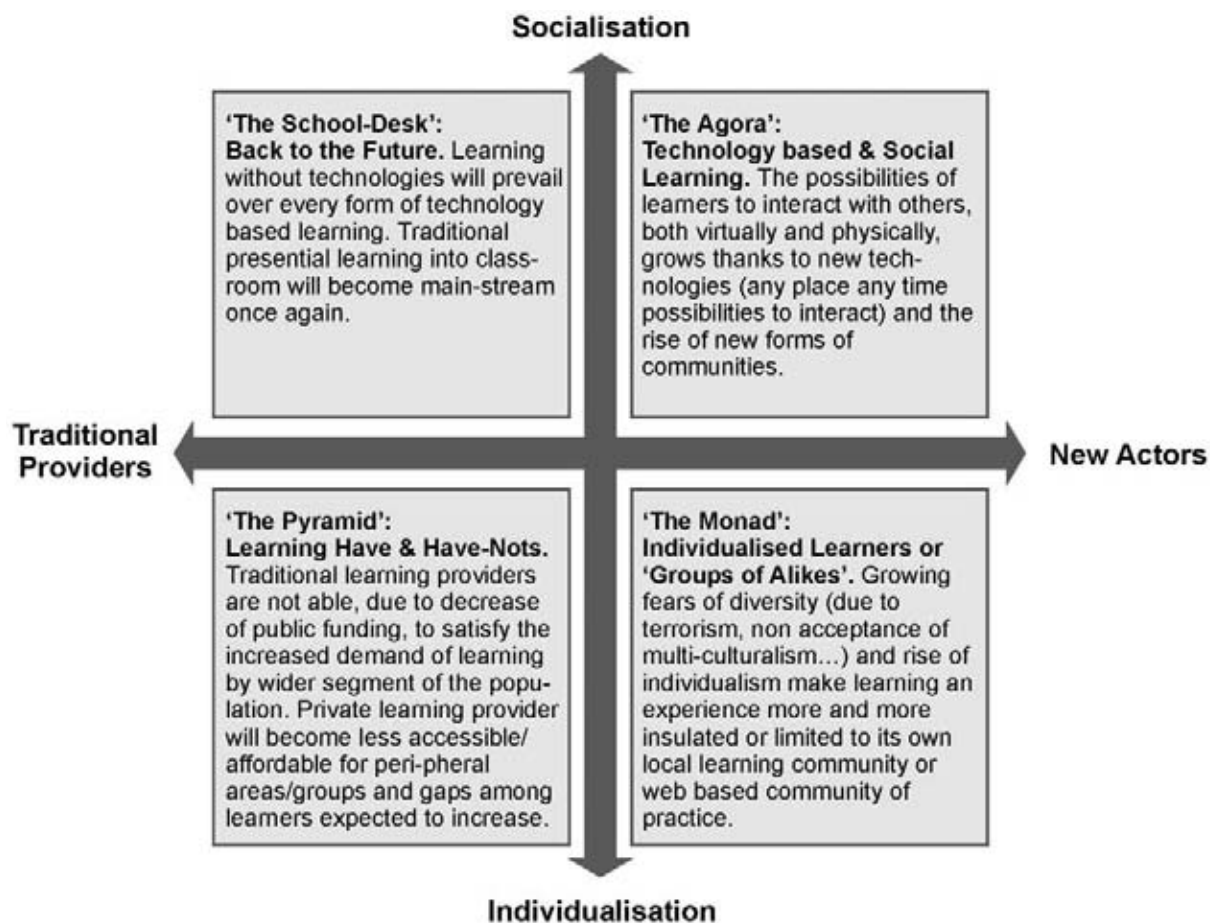 Socialisation
‘The School-Desk’:
Back to the Future. Learning
without technologies will prevail
over every form of technology
based learning. Traditional
presential learning into class-
room will become main-stream
once again.
‘The Agora’:
Technology based & Social
Learning. The possibilities of
learners to interact with others,
both virtually and physically,
grows thanks to new tech-
nologies (any place any time
possibilities to interact) and the
rise of new forms of
communities.
Traditional
Providers
New Actors
‘The Pyramid’:
Learning Have & Have-Nots.
Traditional learning providers
are not able, due to decrease
of public funding, to satisfy the
increased demand of learning
by wider segment of the popu-
lation. Private learning provider
will become less accessible/
affordable for peri-pheral
areas/groups and gaps among
learners expected to increase.
‘The Monad’:
Individualised Learners or
‘Groups of Alikes’. Growing
fears of diversity (due to
terrorism, non acceptance of
multi-culturalism…) and rise of
individualism make learning an
experience more and more
insulated or limited to its own
local learning community or
web based community of
practice.
Individualisation